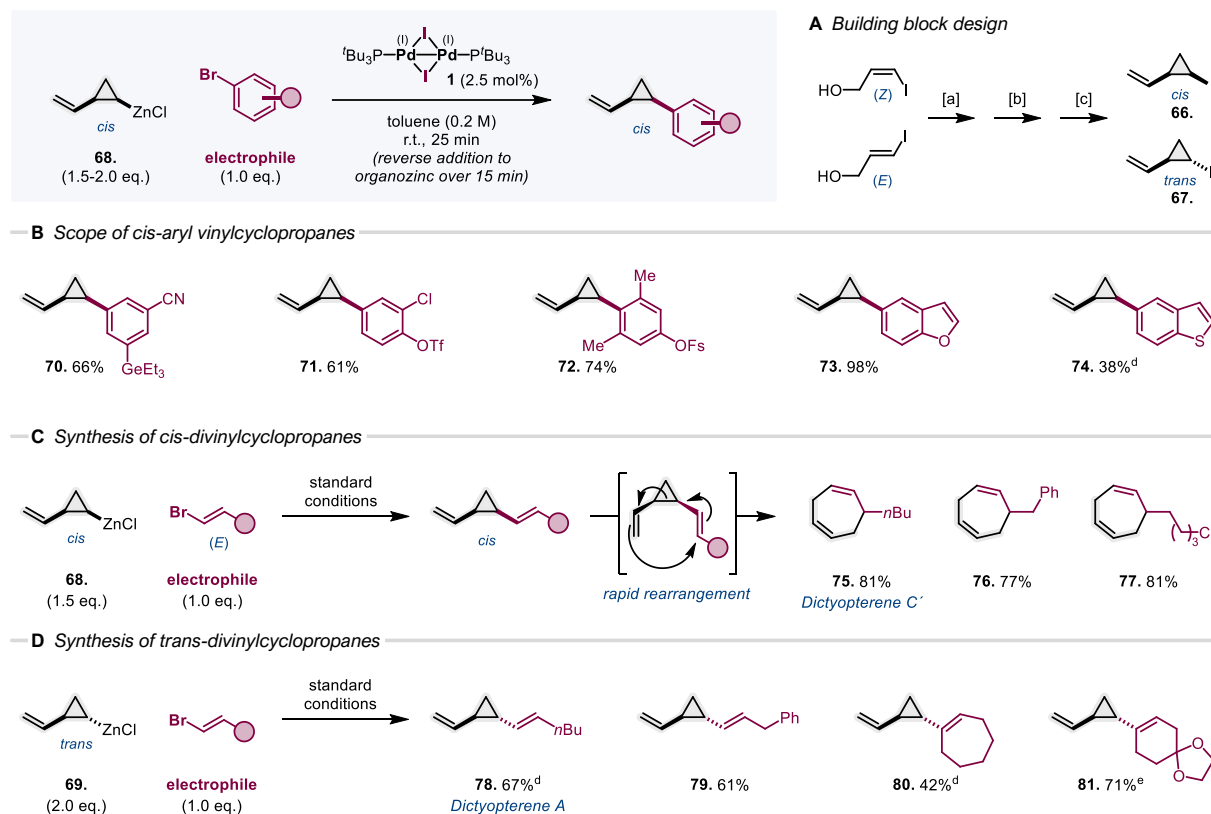 A Building block design
(I) I (I)
tBu3P—Pd—Pd—PtBu3
I
1 (2.5 mol%)
Br
ZnCl
cis
68.
(1.5-2.0 eq.)
electrophile
(1.0 eq.)
toluene (0.2 M)
r.t., 25 min
(reverse addition to
organozinc over 15 min)
cis
HO
I
(Z)
HO
I
(E)
[a]
[b]
[c]
cis
66.
trans
67.
B Scope of cis-aryl vinylcyclopropanes
CN
GeEt3
70. 66%
Cl
OTf
71. 61%
Me
Me
OFs
72. 74%
O
73. 98%
S
74. 38%d
C Synthesis of cis-divinylcyclopropanes
ZnCl
cis
68.
(1.5 eq.)
Br
(E)
electrophile
(1.0 eq.)
standard
conditions
cis
rapid rearrangement
nBu
75. 81%
Dictyopterene C´
Ph
76. 77%
( )3
77. 81%
D Synthesis of trans-divinylcyclopropanes
ZnCl
trans
69.
(2.0 eq.)
Br
electrophile
(1.0 eq.)
standard
conditions
nBu
78. 67%d
Dictyopterene A
Ph
79. 61%
80. 42%d
O
O
81. 71%e